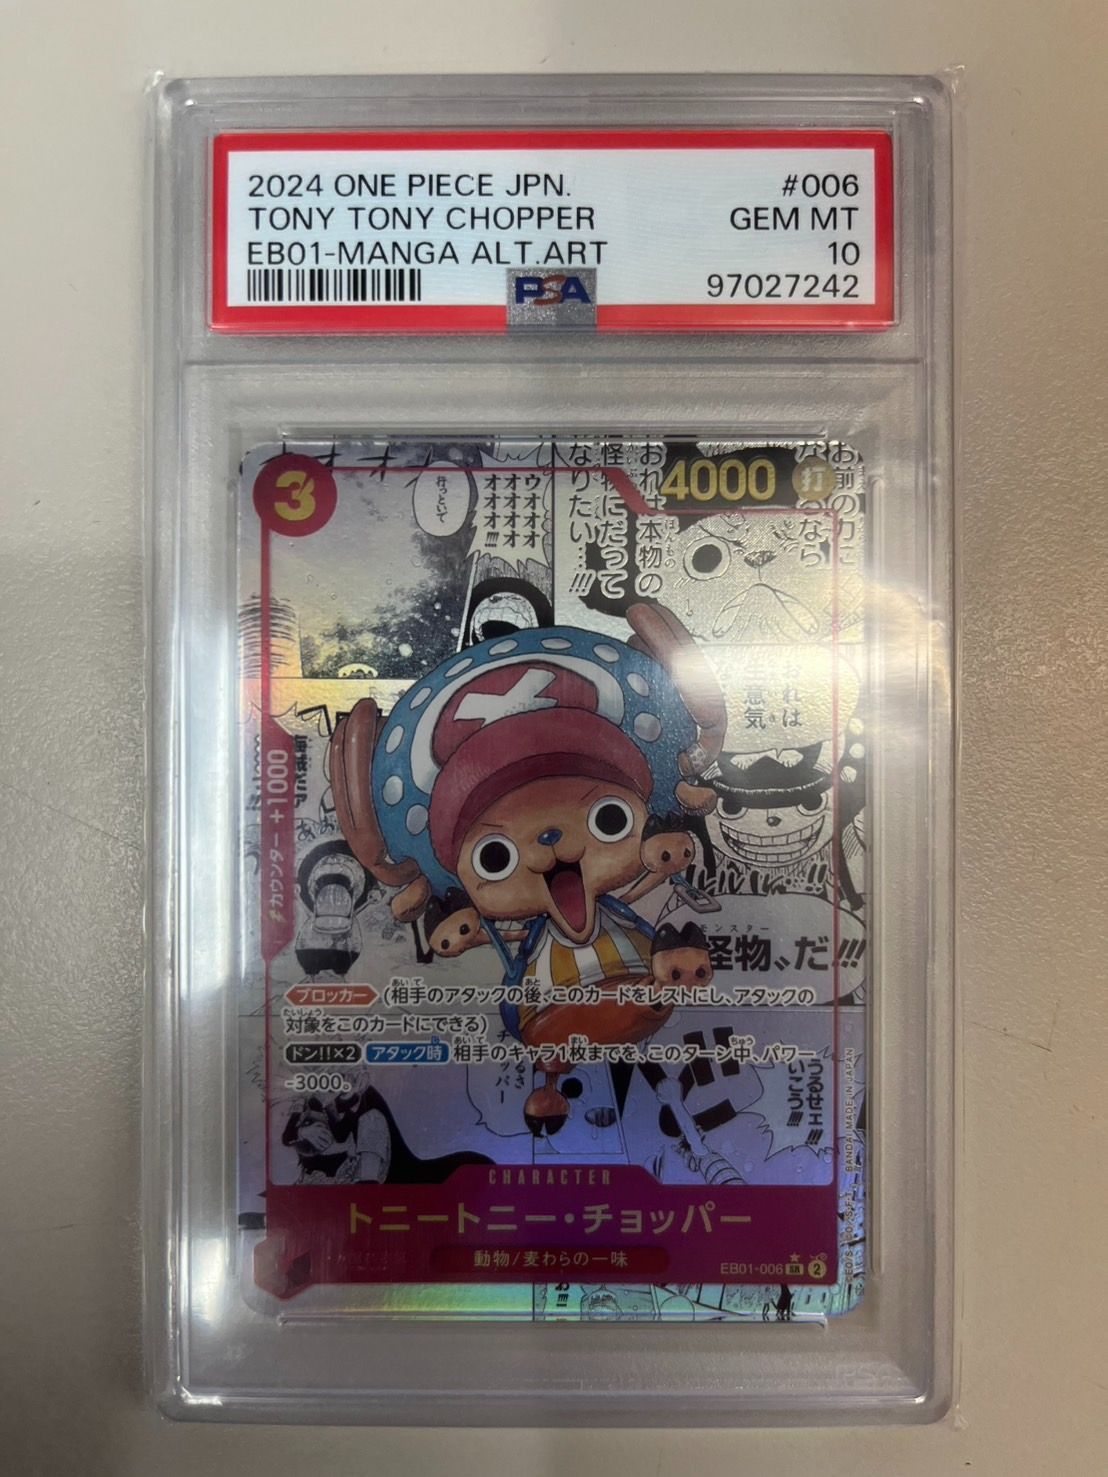 2024 ONE PIECE JPN. #006
TONY TONY CHOPPER GEM MT
EB01-MANGA ALT.ART 10
PSA 97027242
3
4000
打
行っといて
ウオオオ
オオオオ
オオオ!!!!
おれは本物の
怪物にだって
なりたい…!!!
おれは
カウンター +1000
怪物〟だ!!!
ブロッカー (相手のアタックの後、このカードをレストにし、アタックの
対象をこのカードにできる)
ドン!!×2 アタック時 相手のキャラ1枚までを、このターン中、パワー
-3000。
うるせェ!!!
いこう!!!
CHARACTER
トニートニー・チョッパー
動物/麦わらの一味
EB01-006 SR 2
BANDAI MADE IN JAPAN